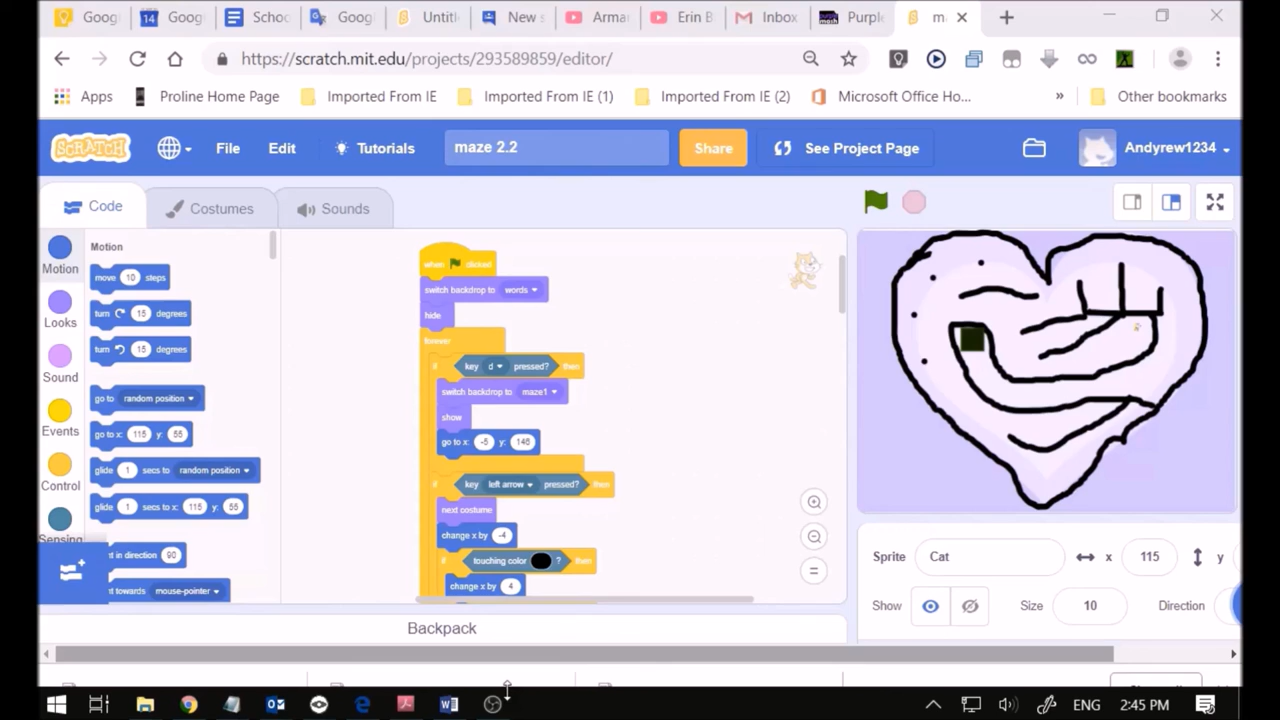 Goog
14
Goog
Schoo
Goog
Untitl
New s
Arma
Erin B
Inbox
Purple
m
https://scratch.mit.edu/projects/293589859/editor/
Apps
Proline Home Page
Imported From IE
Imported From IE (1)
Imported From IE (2)
Microsoft Office Ho...
»
Other bookmarks
SCRATCH
File
Edit
Tutorials
maze 2.2
Share
See Project Page
Andyrew1234
Code
Costumes
Sounds
Motion
Looks
Sound
Events
Control
Sensing
Motion
move 10 steps
turn 15 degrees
turn 15 degrees
go to random position
go to x: 115 y: 55
glide 1 secs to random position
glide 1 secs to x: 115 y: 55
nt in direction 90
nt towards mouse-pointer
when clicked
switch backdrop to words
hide
forever
if key d pressed? then
switch backdrop to maze1
show
go to x: -5 y: 146
if key left arrow pressed? then
next costume
change x by -4
if touching color ? then
change x by 4
Backpack
Sprite Cat x 115 y
Show Size 10 Direction
ENG
2:45 PM